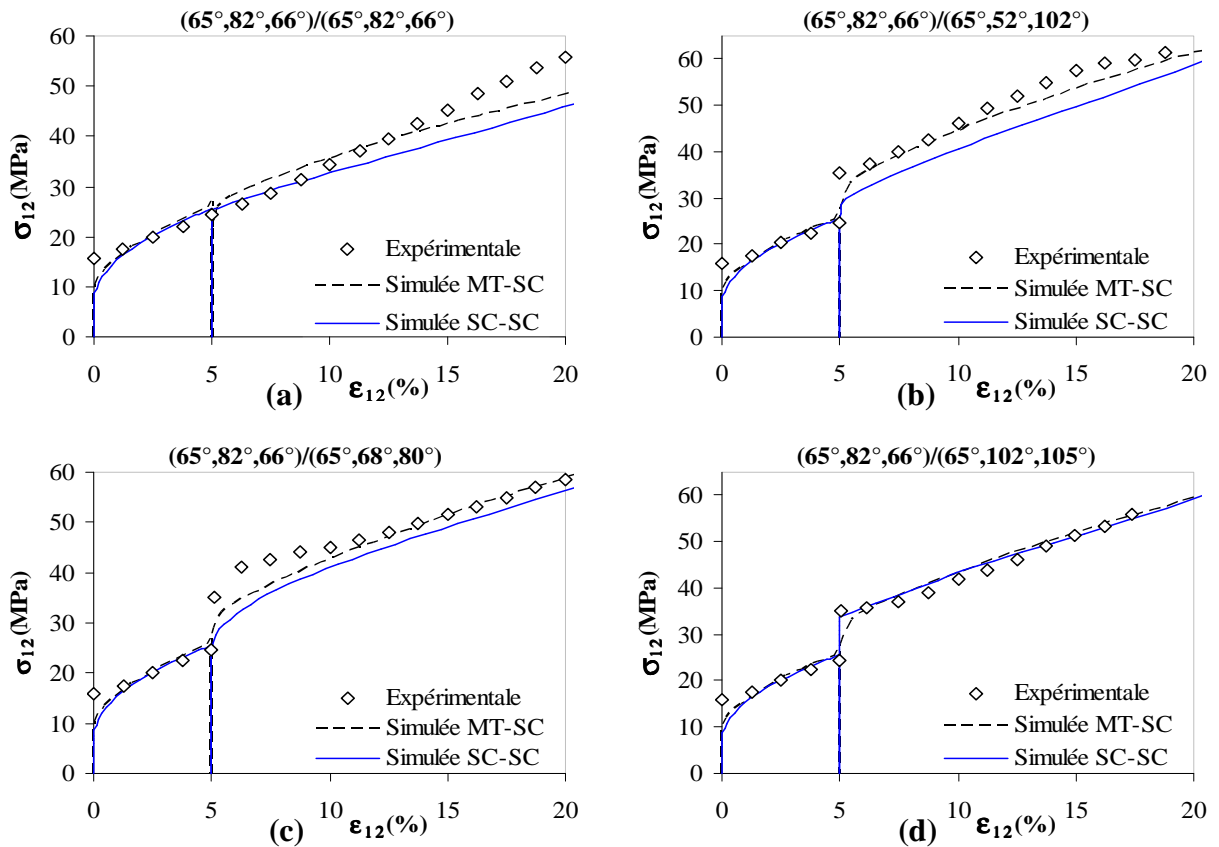 (65°,82°,66°)/(65°,82°,66°)
60
50
40
30
20
10
0
σ12(MPa)
Expérimentale
Simulée MT-SC
Simulée SC-SC
0 5 10 15 20
(a) ε12(%)
(65°,82°,66°)/(65°,52°,102°)
60
50
40
30
20
10
0
σ12(MPa)
Expérimentale
Simulée MT-SC
Simulée SC-SC
0 5 10 15 20
(b) ε12(%)
(65°,82°,66°)/(65°,68°,80°)
60
50
40
30
20
10
0
σ12(MPa)
Expérimentale
Simulée MT-SC
Simulée SC-SC
0 5 10 15 20
(c) ε12(%)
(65°,82°,66°)/(65°,102°,105°)
60
50
40
30
20
10
0
σ12(MPa)
Expérimentale
Simulée MT-SC
Simulée SC-SC
0 5 10 15 20
(d) ε12(%)